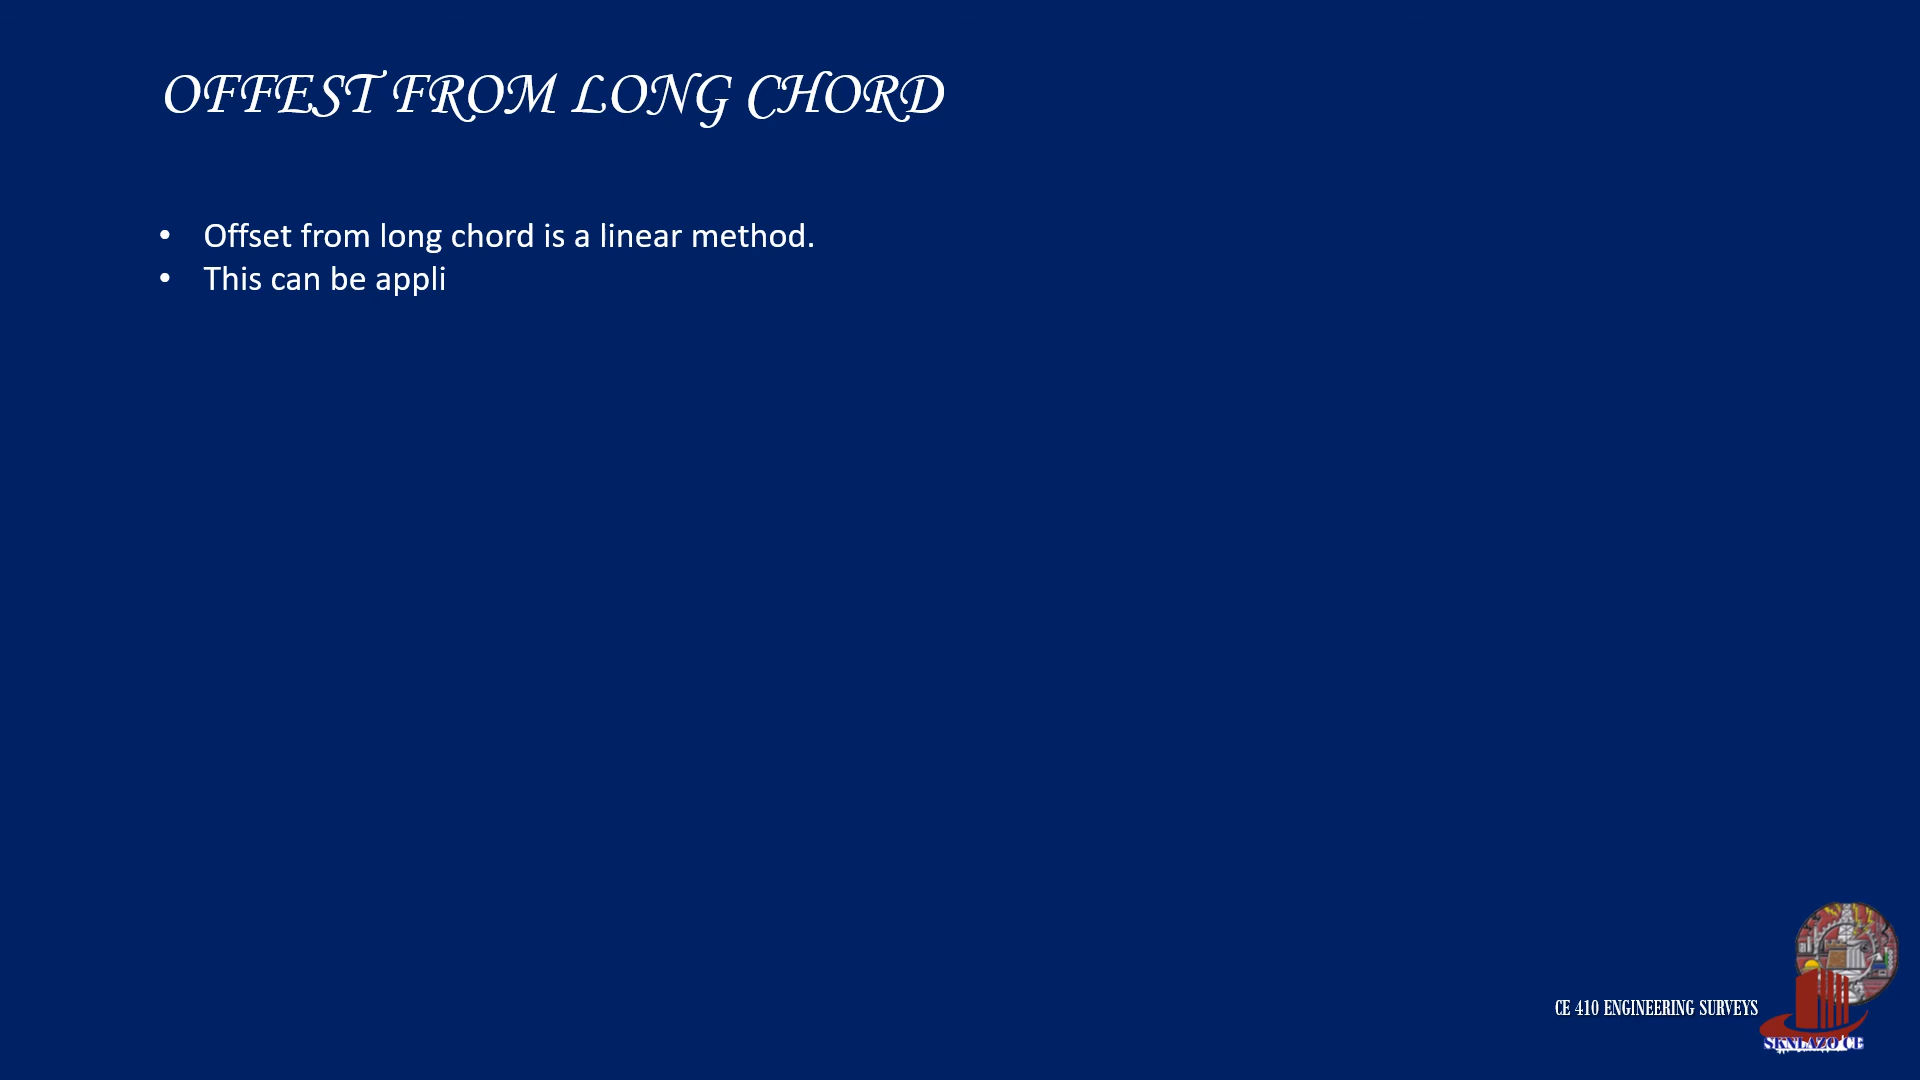 OFFEST FROM LONG CHORD
• Offset from long chord is a linear method.
• This can be appli
CE 410 ENGINEERING SURVEYS